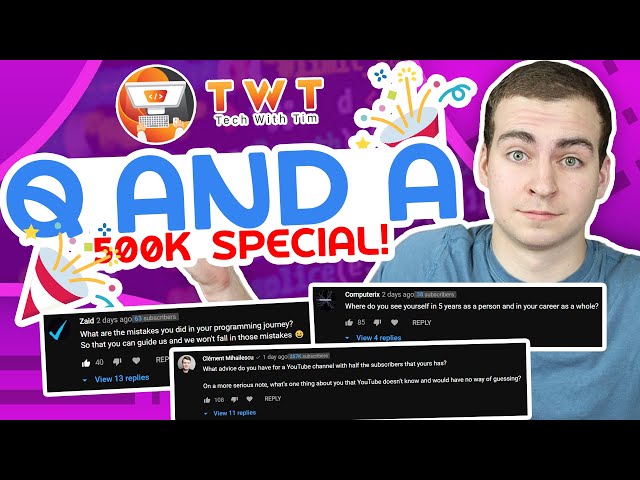 TWT
Tech With Tim
Q AND A
500K SPECIAL!
Computerix 2 days ago
subscribers
Where do you see yourself in 5 years as a person and in your career as a whole?
85 REPLY
View 4 replies
Zaid 2 days ago 63 subscribers
What are the mistakes you did in your programming journey?
So that you can guide us and we won't fall in those mistakes
40 REPLY
View 13 replies
Clément Mihailescu 1 day ago subscribers
What advice do you have for a YouTube channel with half the subscribers that yours has?
On a more serious note, what's one thing about you that YouTube doesn't know and would have no way of guessing?
108 REPLY
View 11 replies